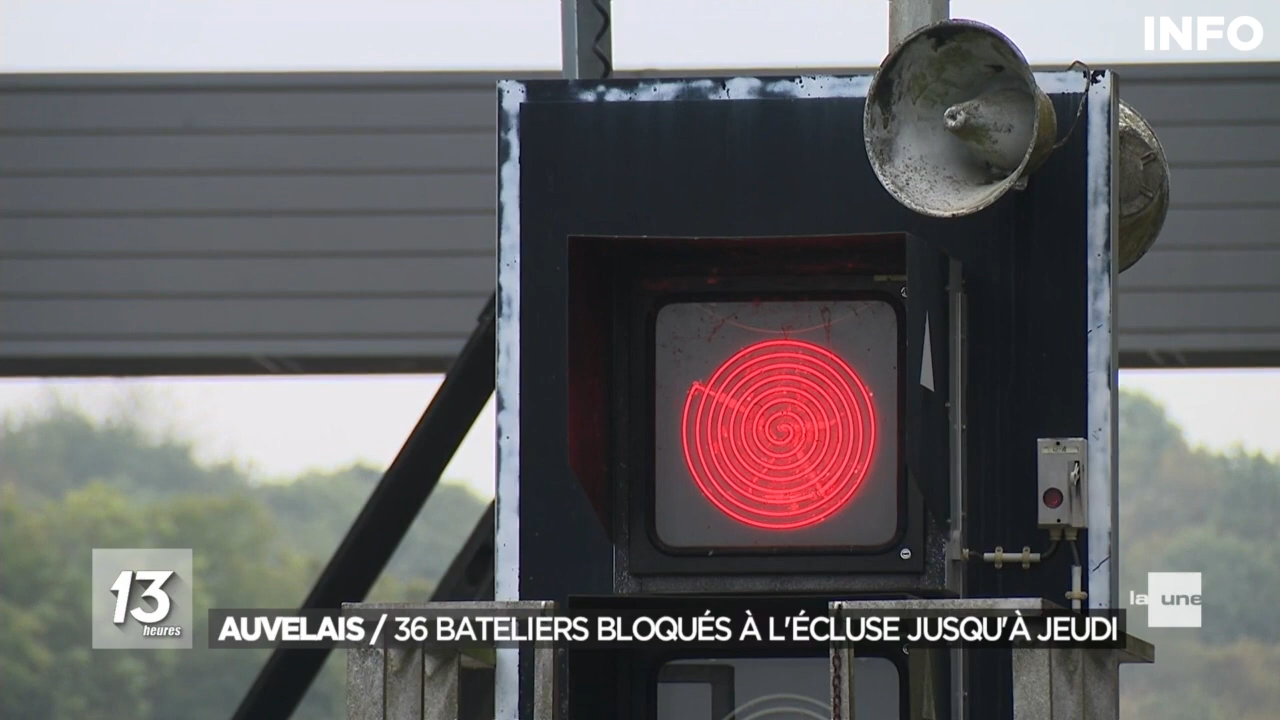 INFO
13
heures
AUVELAIS / 36 BATELIERS BLOQUÉS À L'ÉCLUSE JUSQU'À JEUDI
la une